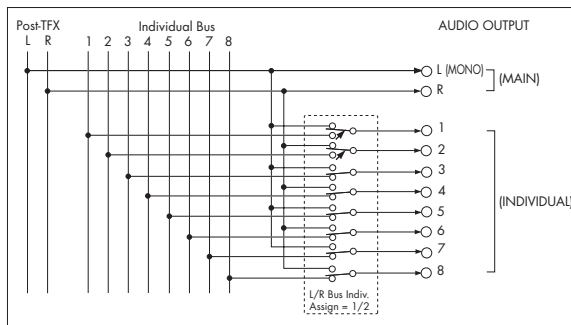 Post-TFX Individual Bus AUDIO OUTPUT
L R 1 2 3 4 5 6 7 8
L (MONO)
(MAIN)
R
1
2
3
4
(INDIVIDUAL)
5
6
7
8
L/R Bus Indiv.
Assign = 1/2